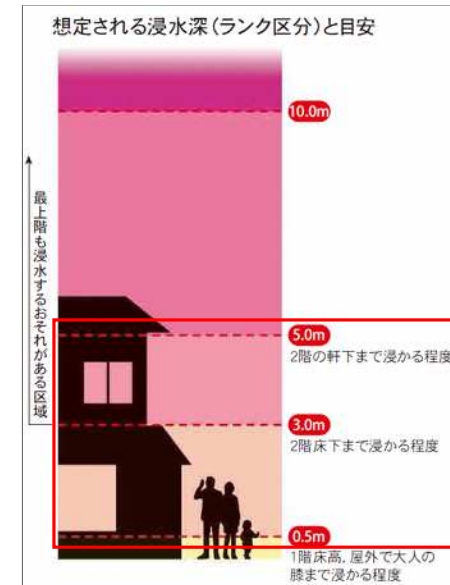 想定される浸水深(ランク区分)と目安
10.0m
最上階も浸水するおそれがある区域
5.0m
2階の軒下まで浸かる程度
3.0m
2階床下まで浸かる程度
0.5m
1階床高，屋外で大人の
膝まで浸かる程度